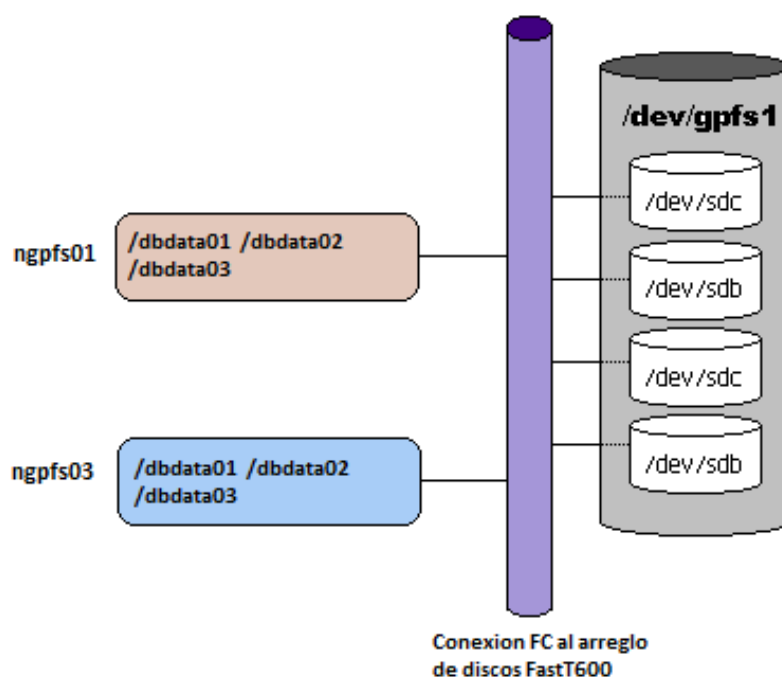 /dev/gpfs1
/dev/sdc
ngpfs01
/dbdata01 /dbdata02
/dbdata03
/dev/sdb
/dev/sdc
ngpfs03
/dbdata01 /dbdata02
/dbdata03
/dev/sdb
Conexion FC al arreglo
de discos FastT600